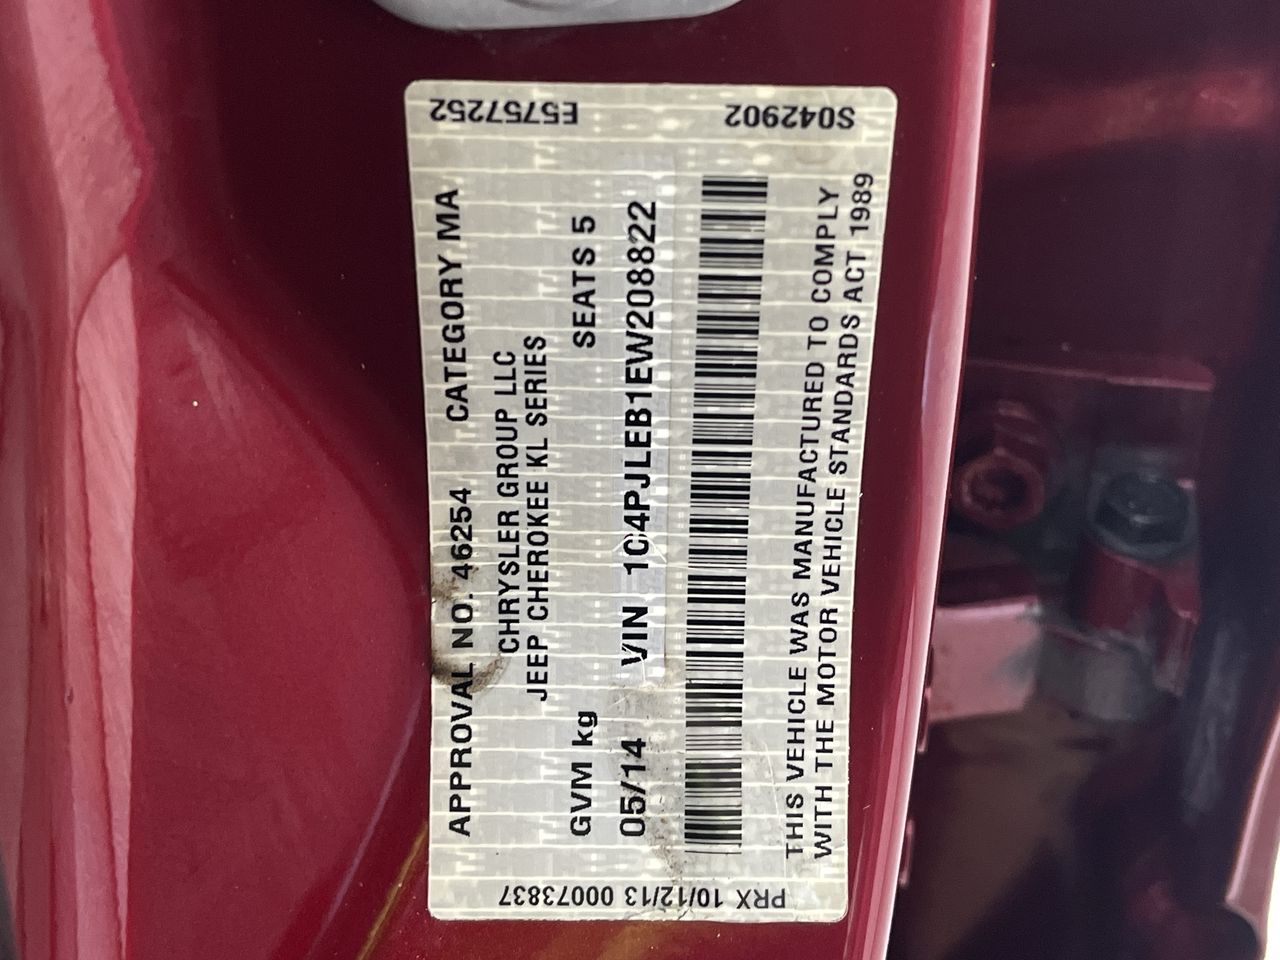 E5757252
S042902
APPROVAL NO. 46254 CATEGORY MA
CHRYSLER GROUP LLC
JEEP CHEROKEE KL SERIES
GVM kg SEATS 5
05/14 VIN 1C4PJLEB1EW208822
THIS VEHICLE WAS MANUFACTURED TO COMPLY
WITH THE MOTOR VEHICLE STANDARDS ACT 1989
PRX 10/12/13 00073837